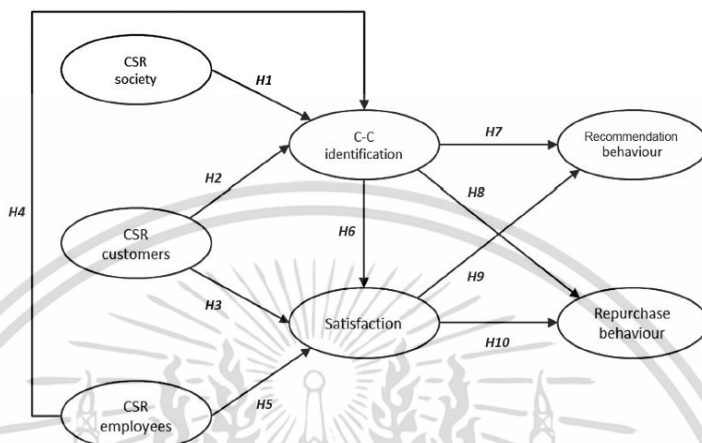 CSR
society
H1
C-C
identification
H7
Recommendation
behaviour
H2
H8
H4
CSR
customers
H6
H3
H9
Satisfaction
Repurchase
behaviour
H10
H5
CSR
employees